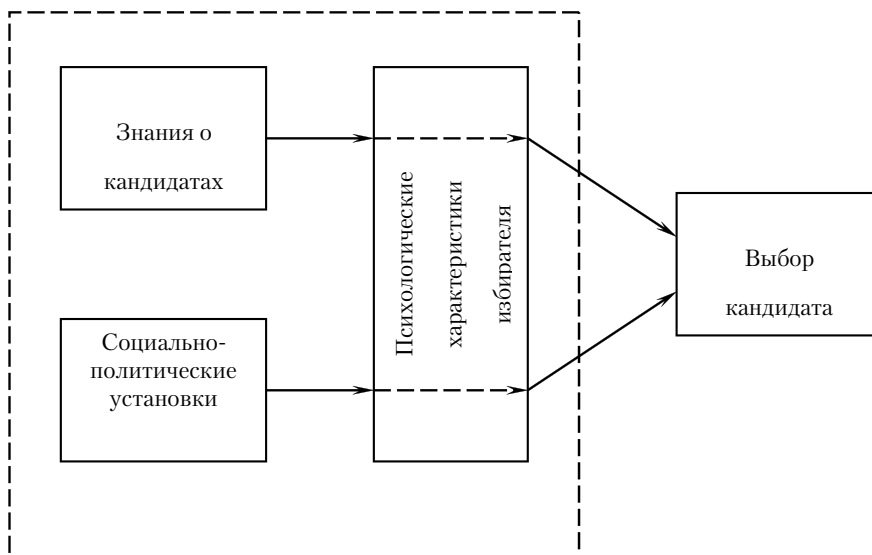 Знания о
кандидатах
Социально-
политические
установки
Психологические
характеристики
избирателя
Выбор
кандидата